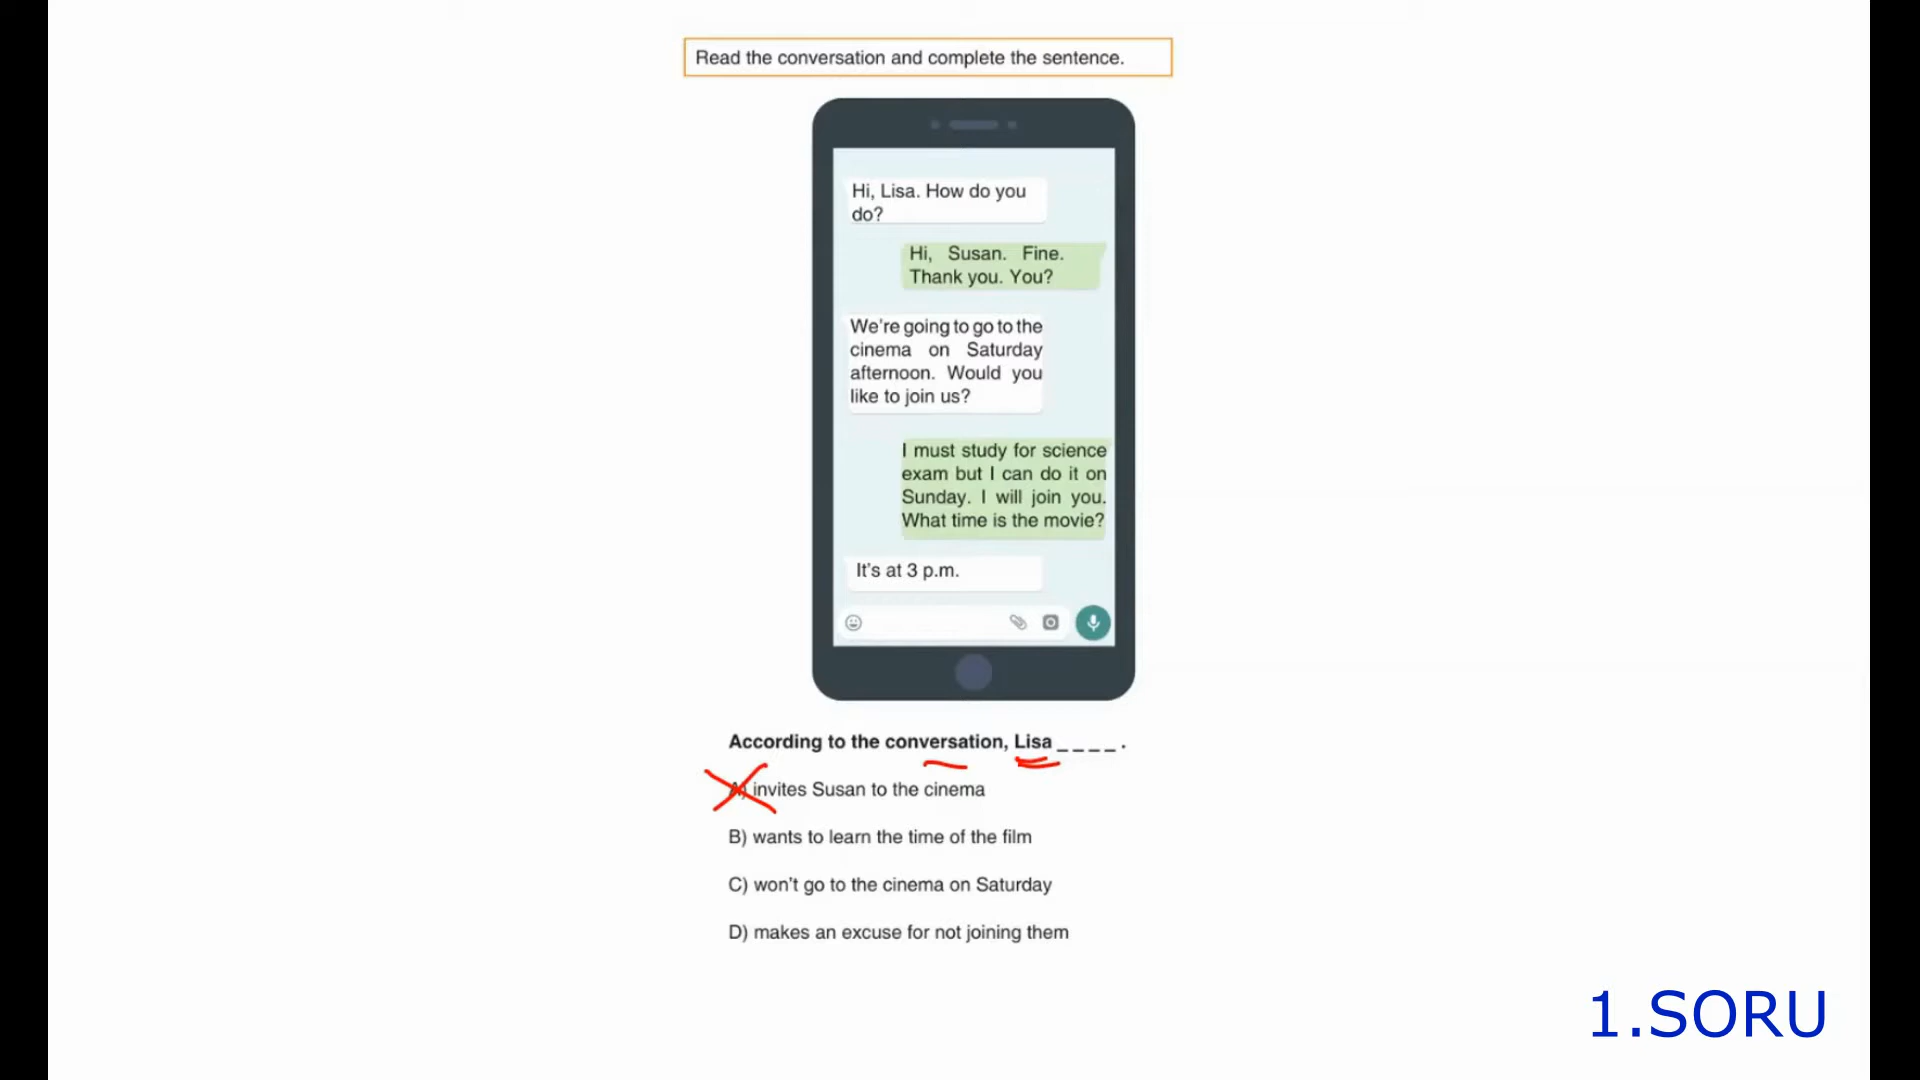 Read the conversation and complete the sentence.
Hi, Lisa. How do you
do?
Hi, Susan. Fine.
Thank you. You?
We're going to go to the
cinema on Saturday
afternoon. Would you
like to join us?
I must study for science
exam but I can do it on
Sunday. I will join you.
What time is the movie?
It's at 3 p.m.
According to the conversation, Lisa _ _ _ _ .
A) invites Susan to the cinema
B) wants to learn the time of the film
C) won't go to the cinema on Saturday
D) makes an excuse for not joining them
1.SORU